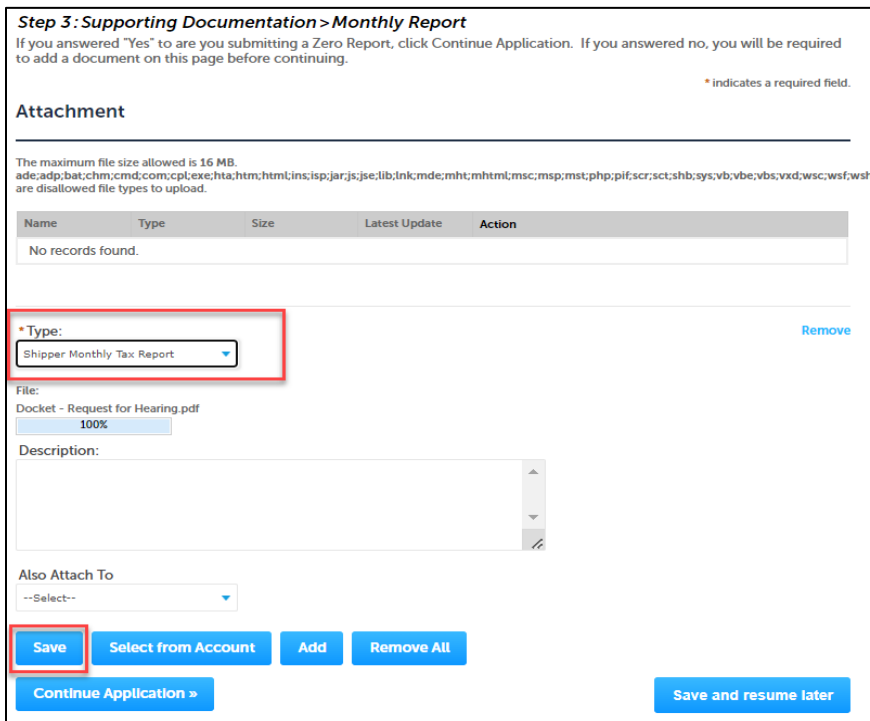 Step 3: Supporting Documentation > Monthly Report
If you answered "Yes" to are you submitting a Zero Report, click Continue Application. If you answered no, you will be required
to add a document on this page before continuing.
* indicates a required field.
Attachment
The maximum file size allowed is 16 MB.
ade;adp;bat;chm;cmd;com;cpl;exe;hta;htm;html;ins;isp;jar;js;jse;lib;lnk;mde;mht;mhtml;msc;msp;mst;php;pif;scr;sct;shb;sys;vb;vbe;vbs;vxd;wsc;wsf;wsh
are disallowed file types to upload.
Name Type Size Latest Update Action
No records found.
* Type: Remove
Shipper Monthly Tax Report
File:
Docket - Request for Hearing.pdf
100%
Description:
Also Attach To
--Select--
Save Select from Account Add Remove All
Continue Application » Save and resume later